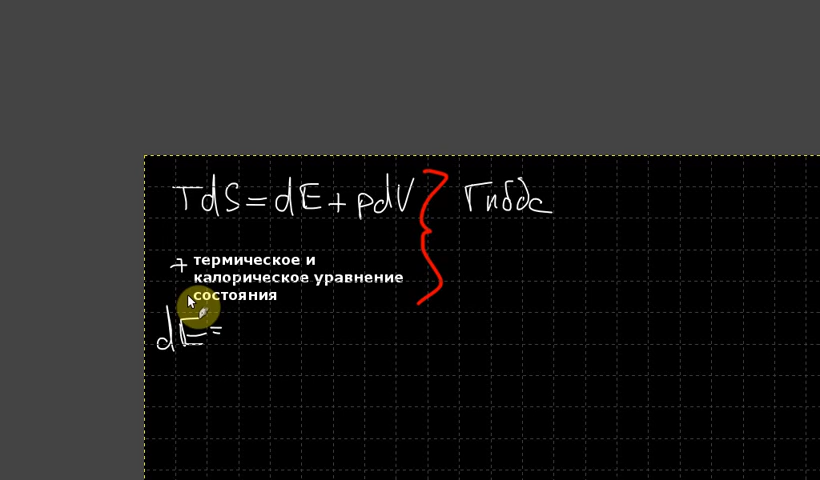 TdS = dE + pdV } Гиббс
+ термическое и
калорическое уравнение
состояния
dE =